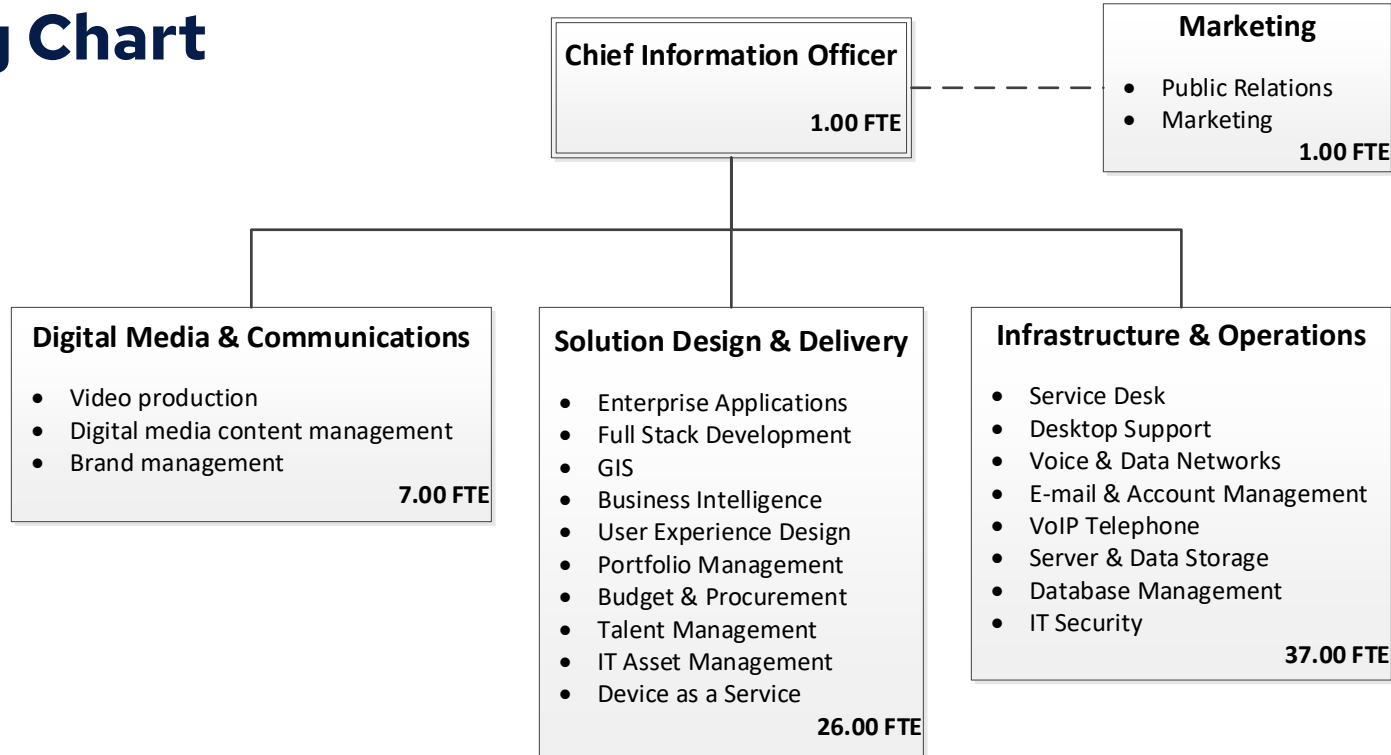 g Chart
Chief Information Officer
1.00 FTE
Marketing
• Public Relations
• Marketing
1.00 FTE
Digital Media & Communications
• Video production
• Digital media content management
• Brand management
7.00 FTE
Solution Design & Delivery
• Enterprise Applications
• Full Stack Development
• GIS
• Business Intelligence
• User Experience Design
• Portfolio Management
• Budget & Procurement
• Talent Management
• IT Asset Management
• Device as a Service
26.00 FTE
Infrastructure & Operations
• Service Desk
• Desktop Support
• Voice & Data Networks
• E-mail & Account Management
• VoIP Telephone
• Server & Data Storage
• Database Management
• IT Security
37.00 FTE